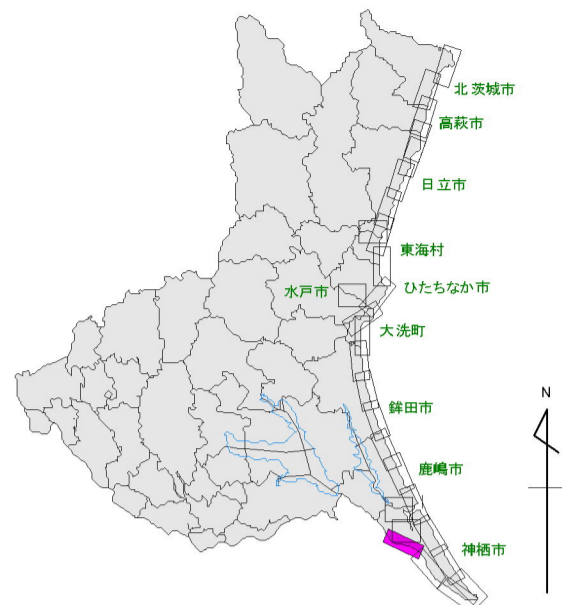 北茨城市
高萩市
日立市
東海村
水戸市
ひたちなか市
大洗町
N
鉾田市
鹿嶋市
神栖市